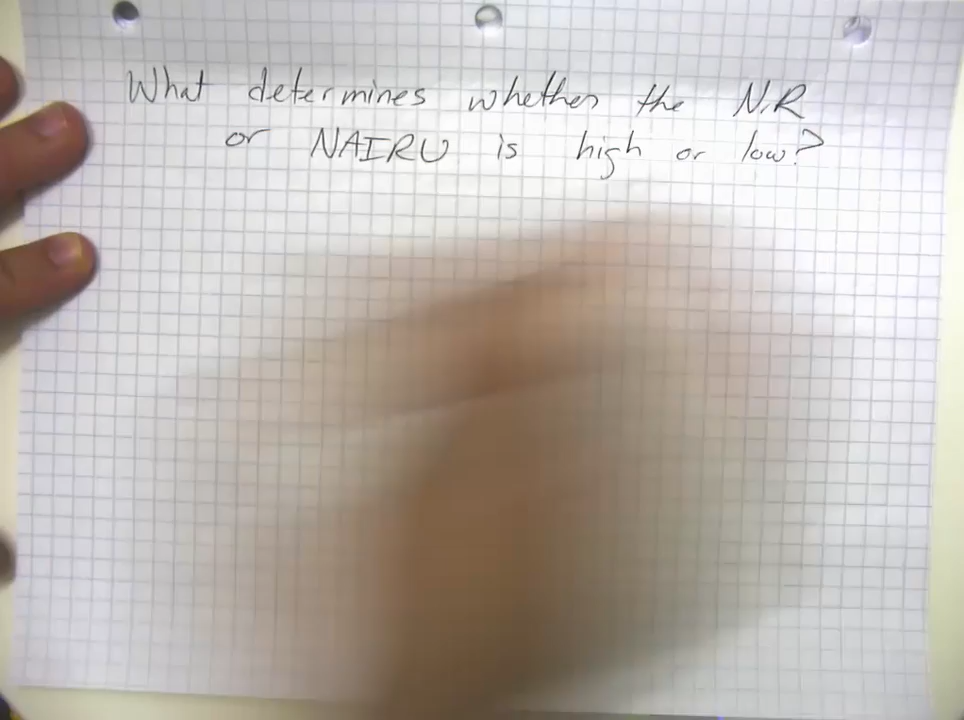 What determines whether the N.R
or NAIRU is high or low?